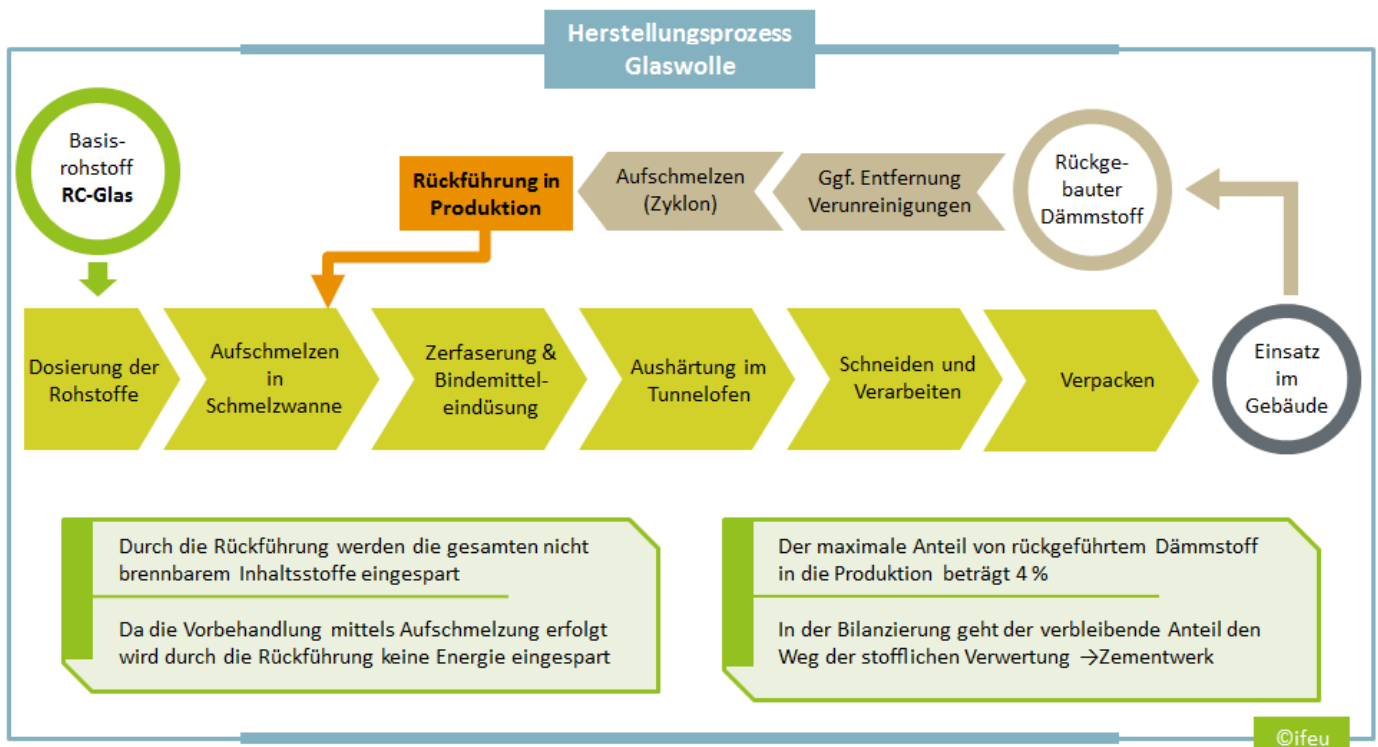 Herstellungsprozess
Glaswolle
Basis-
rohstoff
RC-Glas
Rückführung in
Produktion
Aufschmelzen
(Zyklon)
Ggf. Entfernung
Verunreinigungen
Rückge-
bauter
Dämmstoff
Dosierung der
Rohstoffe
Aufschmelzen
in
Schmelzwanne
Zerfaserung &
Bindemittel-
eindüsung
Aushärtung im
Tunnelofen
Schneiden und
Verarbeiten
Verpacken
Einsatz
im
Gebäude
Durch die Rückführung werden die gesamten nicht
brennbarem Inhaltsstoffe eingespart
Da die Vorbehandlung mittels Aufschmelzung erfolgt
wird durch die Rückführung keine Energie eingespart
Der maximale Anteil von rückgeführtem Dämmstoff
in die Produktion beträgt 4 %
In der Bilanzierung geht der verbleibende Anteil den
Weg der stofflichen Verwertung →Zementwerk
©ifeu